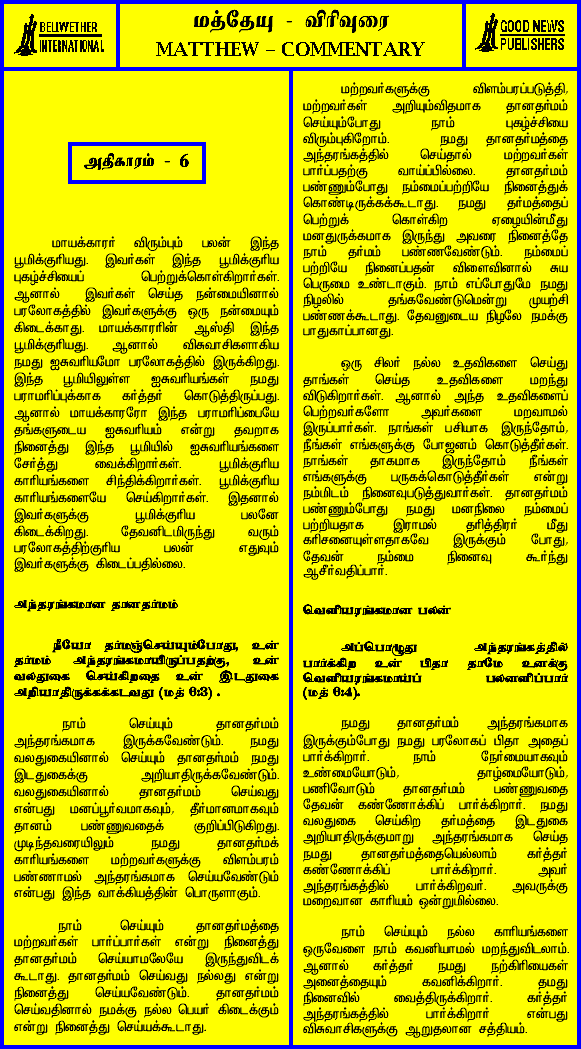 BELLWETHER
INTERNATIONAL
மத்தேயு - விரிவுரை
MATTHEW – COMMENTARY
GOOD NEWS
PUBLISHERS
அதிகாரம் - 6
மாயக்காரர் விரும்பும் பலன் இந்த
பூமிக்குரியது. இவர்கள் இந்த பூமிக்குரிய
புகழ்ச்சியைப் பெற்றுக்கொள்கிறார்கள்.
ஆனால் இவர்கள் செய்த நன்மையினால்
பரலோகத்தில் இவர்களுக்கு ஒரு நன்மையும்
கிடைக்காது. மாயக்காரரின் ஆஸ்தி இந்த
பூமிக்குரியது. ஆனால் விசுவாசிகளாகிய
நமது ஐசுவரியமோ பரலோகத்தில் இருக்கிறது.
இந்த பூமியிலுள்ள ஐசுவரியங்கள் நமது
பராமரிப்புக்காக கர்த்தர் கொடுத்திருப்பது.
ஆனால் மாயக்காரரோ இந்த பராமரிப்பையே
தங்களுடைய ஐசுவரியம் என்று தவறாக
நினைத்து இந்த பூமியில் ஐசுவரியங்களை
சேர்த்து வைக்கிறார்கள். பூமிக்குரிய
காரியங்களை சிந்திக்கிறார்கள். பூமிக்குரிய
காரியங்களையே செய்கிறார்கள். இதனால்
இவர்களுக்கு பூமிக்குரிய பலனே
கிடைக்கிறது. தேவனிடமிருந்து வரும்
பரலோகத்திற்குரிய பலன் எதுவும்
இவர்களுக்கு கிடைப்பதில்லை.
அந்தரங்கமான தானதர்மம்
நீயோ தர்மஞ்செய்யும்போது, உன்
தர்மம் அந்தரங்கமாயிருப்பதற்கு, உன்
வலதுகை செய்கிறதை உன் இடதுகை
அறியாதிருக்கக்கடவது (மத் 6:3) .
நாம் செய்யும் தானதர்மம்
அந்தரங்கமாக இருக்கவேண்டும். நமது
வலதுகையினால் செய்யும் தானதர்மம் நமது
இடதுகைக்கு அறியாதிருக்கவேண்டும்.
வலதுகையினால் தானதர்மம் செய்வது
என்பது மனப்பூர்வமாகவும், தீர்மானமாகவும்
தானம் பண்ணுவதைக் குறிப்பிடுகிறது.
முடிந்தவரையிலும் நமது தானதர்மக்
காரியங்களை மற்றவர்களுக்கு விளம்பரம்
பண்ணாமல் அந்தரங்கமாக செய்யவேண்டும்
என்பது இந்த வாக்கியத்தின் பொருளாகும்.
நாம் செய்யும் தானதர்மத்தை
மற்றவர்கள் பார்ப்பார்கள் என்று நினைத்து
தானதர்மம் செய்யாமலேயே இருந்துவிடக்
கூடாது. தானதர்மம் செய்வது நல்லது என்று
நினைத்து செய்யவேண்டும். தானதர்மம்
செய்வதினால் நமக்கு நல்ல பெயர் கிடைக்கும்
என்று நினைத்து செய்யக்கூடாது.
மற்றவர்களுக்கு விளம்பரப்படுத்தி,
மற்றவர்கள் அறியும்விதமாக தானதர்மம்
செய்யும்போது நாம் புகழ்ச்சியை
விரும்புகிறோம். நமது தானதர்மத்தை
அந்தரங்கத்தில் செய்தால் மற்றவர்கள்
பார்ப்பதற்கு வாய்ப்பில்லை. தானதர்மம்
பண்ணும்போது நம்மைப்பற்றியே நினைத்துக்
கொண்டிருக்கக்கூடாது. நமது தர்மத்தைப்
பெற்றுக் கொள்கிற ஏழையின்மீது
மனதுருக்கமாக இருந்து அவரை நினைத்தே
நாம் தர்மம் பண்ணவேண்டும். நம்மைப்
பற்றியே நினைப்பதன் விளைவினால் சுய
பெருமை உண்டாகும். நாம் எப்போதுமே நமது
நிழலில் தங்கவேண்டுமென்று முயற்சி
பண்ணக்கூடாது. தேவனுடைய நிழலே நமக்கு
பாதுகாப்பானது.
ஒரு சிலர் நல்ல உதவிகளை செய்து
தாங்கள் செய்த உதவிகளை மறந்து
விடுகிறார்கள். ஆனால் அந்த உதவிகளைப்
பெற்றவர்களோ அவர்களை மறவாமல்
இருப்பார்கள். நாங்கள் பசியாக இருந்தோம்,
நீங்கள் எங்களுக்கு போஜனம் கொடுத்தீர்கள்.
நாங்கள் தாகமாக இருந்தோம் நீங்கள்
எங்களுக்கு பருகக்கொடுத்தீர்கள் என்று
நம்மிடம் நினைவுபடுத்துவார்கள். தானதர்மம்
பண்ணும்போது நமது மனநிலை நம்மைப்
பற்றியதாக இராமல் தரித்திரர் மீது
கரிசனையுள்ளதாகவே இருக்கும் போது,
தேவன் நம்மை நினைவு கூர்ந்து
ஆசீர்வதிப்பார்.
வெளியரங்கமான பலன்
அப்பொழுது அந்தரங்கத்தில்
பார்க்கிற உன் பிதா தாமே உனக்கு
வெளியரங்கமாய்ப் பலனளிப்பார்
(மத் 6:4).
நமது தானதர்மம் அந்தரங்கமாக
இருக்கும்போது நமது பரலோகப் பிதா அதைப்
பார்க்கிறார். நாம் நேர்மையாகவும்
உண்மையோடும், தாழ்மையோடும்,
பணிவோடும் தானதர்மம் பண்ணுவதை
தேவன் கண்ணோக்கிப் பார்க்கிறார். நமது
வலதுகை செய்கிற தர்மத்தை இடதுகை
அறியாதிருக்குமாறு அந்தரங்கமாக செய்த
நமது தானதர்மத்தையெல்லாம் கர்த்தர்
கண்ணோக்கிப் பார்க்கிறார். அவர்
அந்தரங்கத்தில் பார்க்கிறவர். அவருக்கு
மறைவான காரியம் ஒன்றுமில்லை.
நாம் செய்யும் நல்ல காரியங்களை
ஒருவேளை நாம் கவனியாமல் மறந்துவிடலாம்.
ஆனால் கர்த்தர் நமது நற்கிரியைகள்
அனைத்தையும் கவனிக்கிறார். தமது
நினைவில் வைத்திருக்கிறார். கர்த்தர்
அந்தரங்கத்தில் பார்க்கிறார் என்பது
விசுவாசிகளுக்கு ஆறுதலான சத்தியம்.